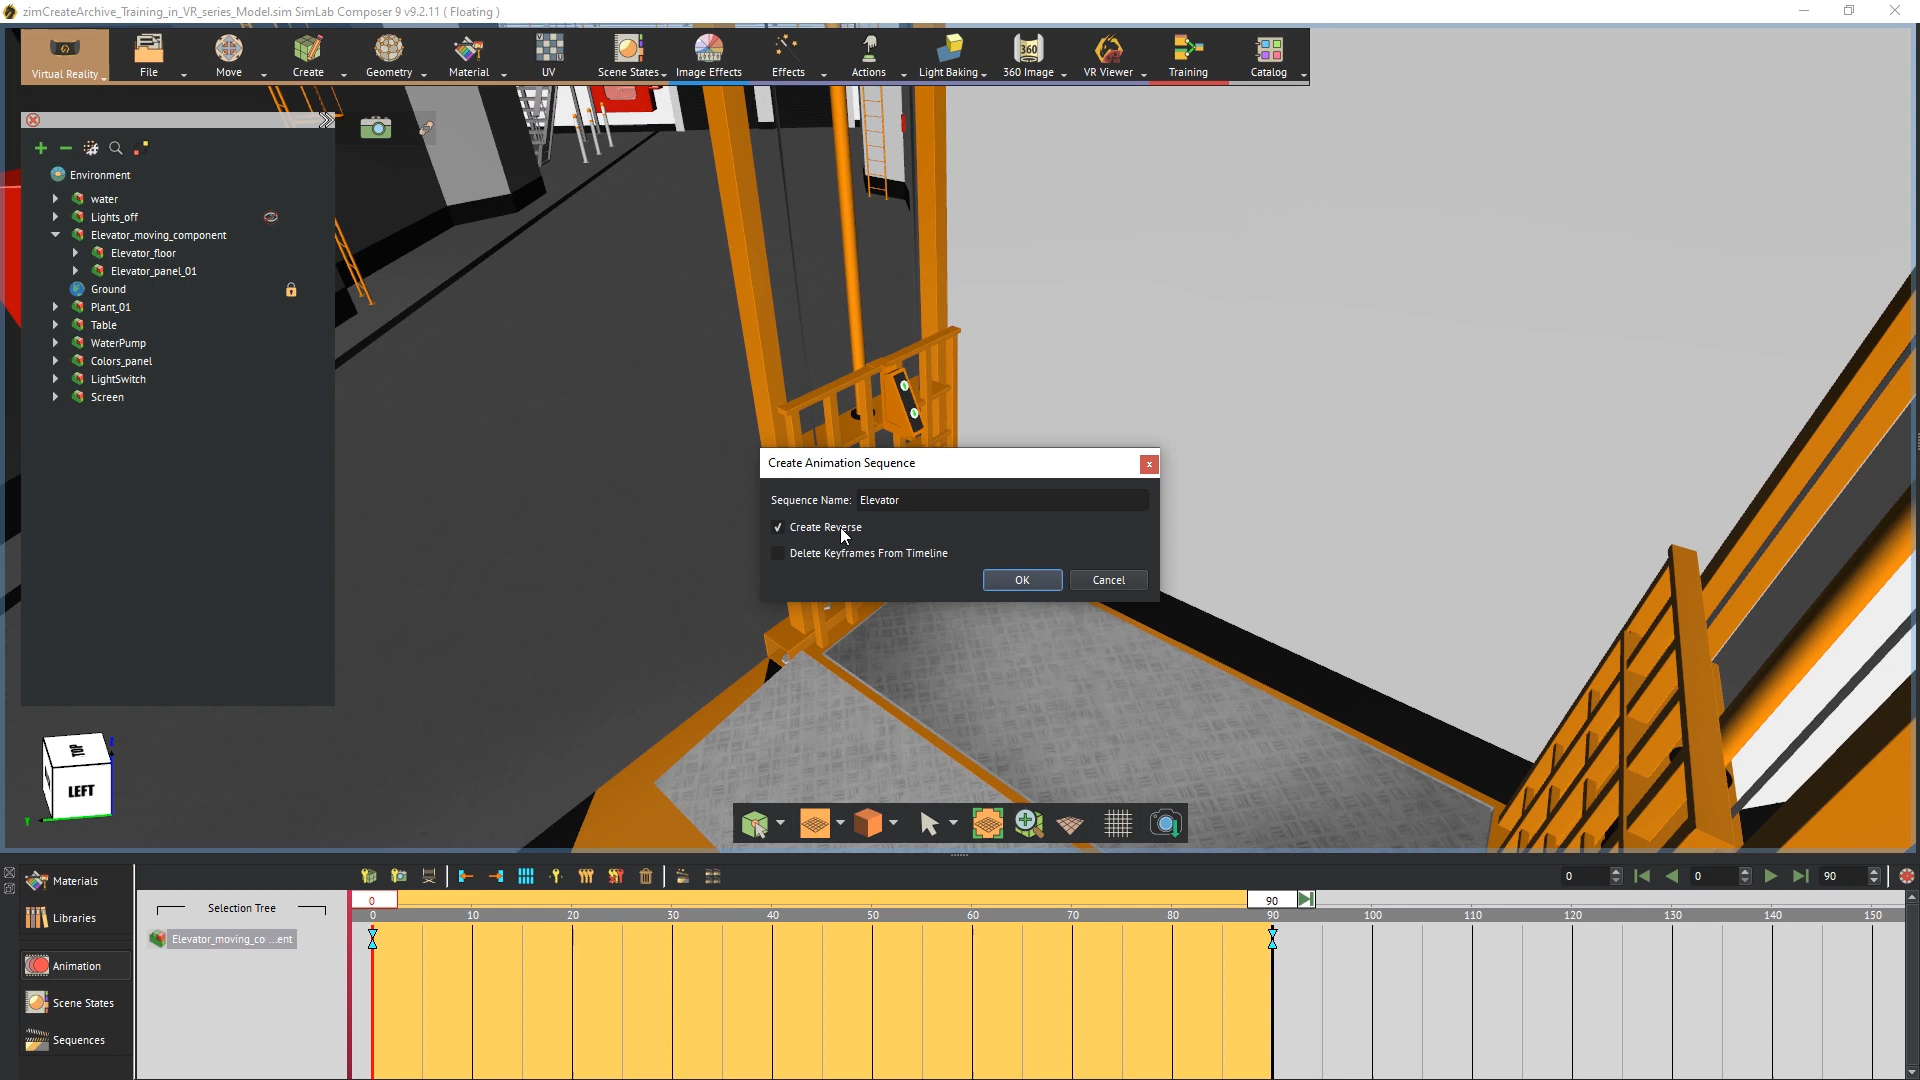 zimCreateArchive_Training_in_VR_series_Model.sim SimLab Composer 9 v9.2.11 ( Floating )
Virtual Reality
File
Move
Create
Geometry
Material
UV
Scene States
Image Effects
Effects
Actions
Light Baking
360 Image
VR Viewer
Training
Catalog
360
Environment
water
Lights_off
Elevator_moving_component
Elevator_floor
Elevator_panel_01
Ground
Plant_01
Table
WaterPump
Colors_panel
LightSwitch
Screen
Create Animation Sequence
x
Sequence Name: Elevator
Create Reverse
Delete Keyframes From Timeline
OK Cancel
LEFT
Y
Materials
Libraries
Animation
Scene States
Sequences
0 0 90
Selection Tree
Elevator_moving_co ...ent
0 90
0 10 20 30 40 50 60 70 80 90 100 110 120 130 140 150